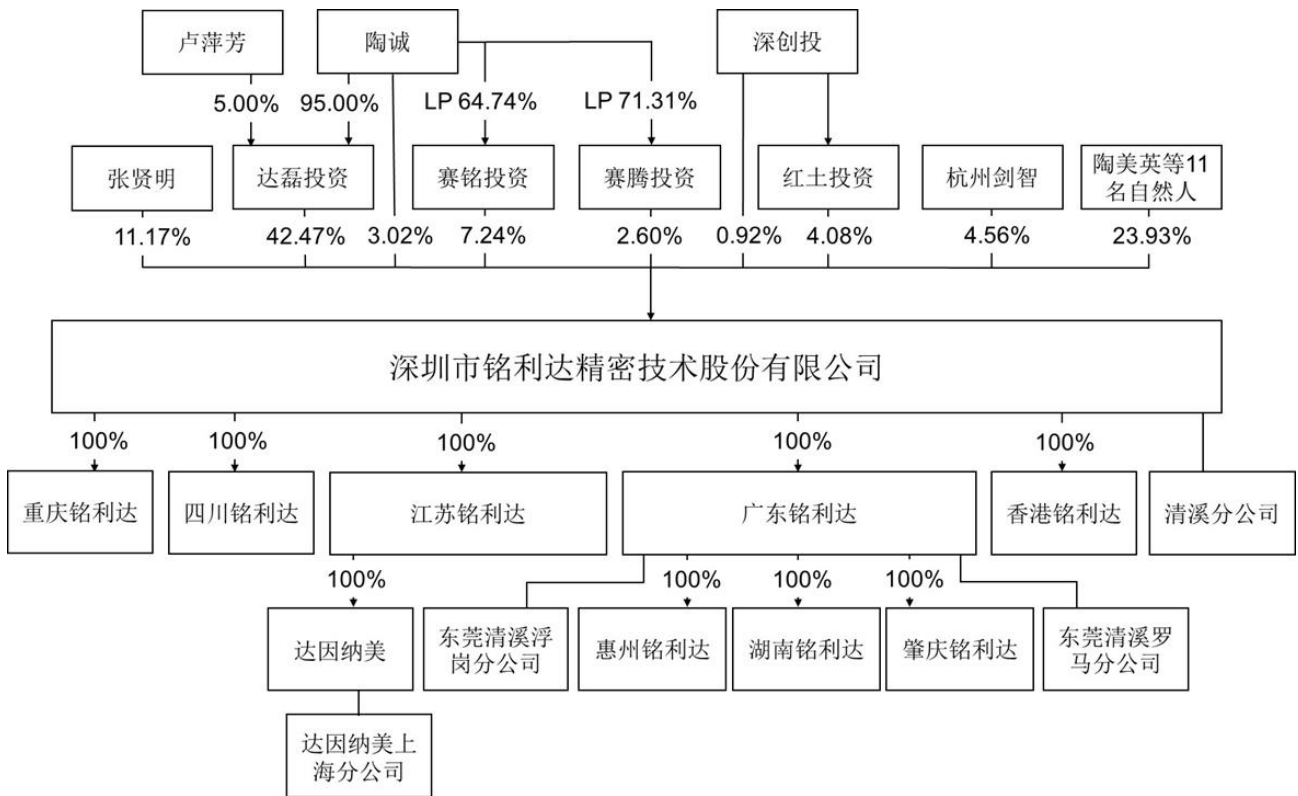 卢萍芳
陶诚
深创投
5.00%
95.00%
LP 64.74%
LP 71.31%
张贤明
达磊投资
赛铭投资
赛腾投资
红土投资
杭州剑智
陶美英等11
名自然人
11.17%
42.47%
3.02%
7.24%
2.60%
0.92%
4.08%
4.56%
23.93%
深圳市铭利达精密技术股份有限公司
100%
100%
100%
100%
100%
重庆铭利达
四川铭利达
江苏铭利达
广东铭利达
香港铭利达
清溪分公司
100%
100%
100%
100%
达因纳美
东莞清溪浮
岗分公司
惠州铭利达
湖南铭利达
肇庆铭利达
东莞清溪罗
马分公司
达因纳美上
海分公司